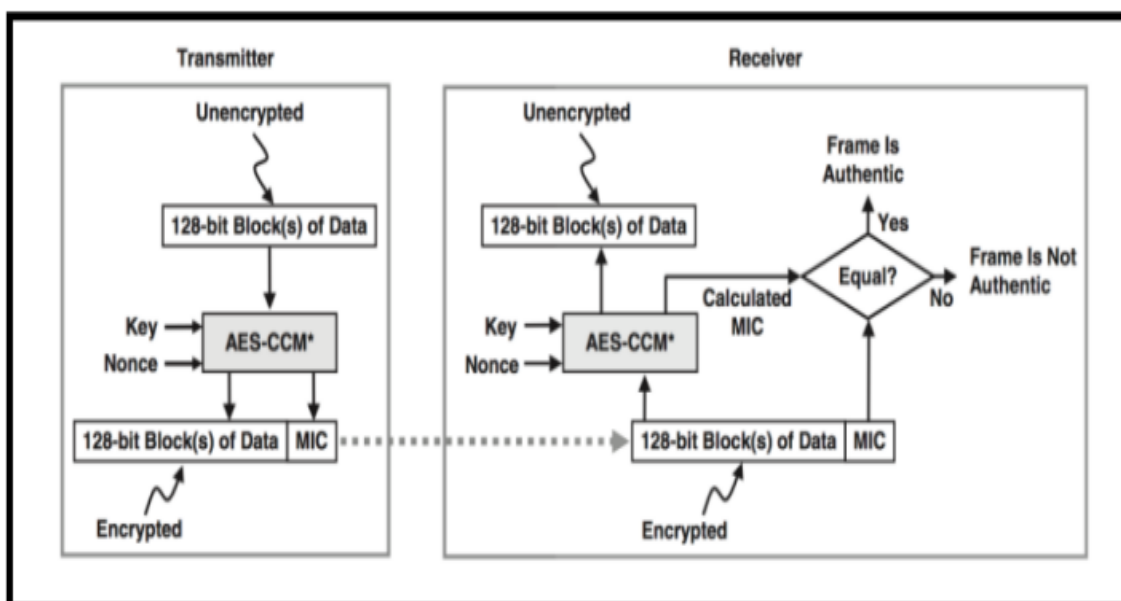 Transmitter
Unencrypted
128-bit Block(s) of Data
Key
Nonce
AES-CCM*
128-bit Block(s) of Data
MIC
Encrypted
Receiver
Unencrypted
128-bit Block(s) of Data
Key
Nonce
AES-CCM*
Calculated
MIC
Frame Is
Authentic
Yes
Equal?
No
Frame Is Not
Authentic
128-bit Block(s) of Data
MIC
Encrypted